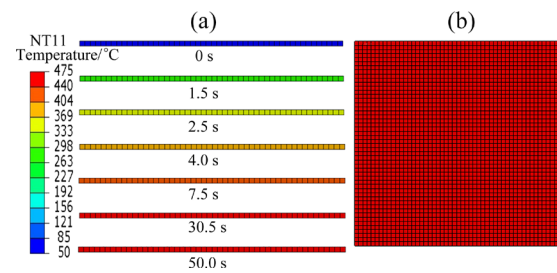 (a)
(b)
NT11
Temperature/°C
475
440
404
369
333
298
263
227
192
156
121
85
50
0 s
1.5 s
2.5 s
4.0 s
7.5 s
30.5 s
50.0 s